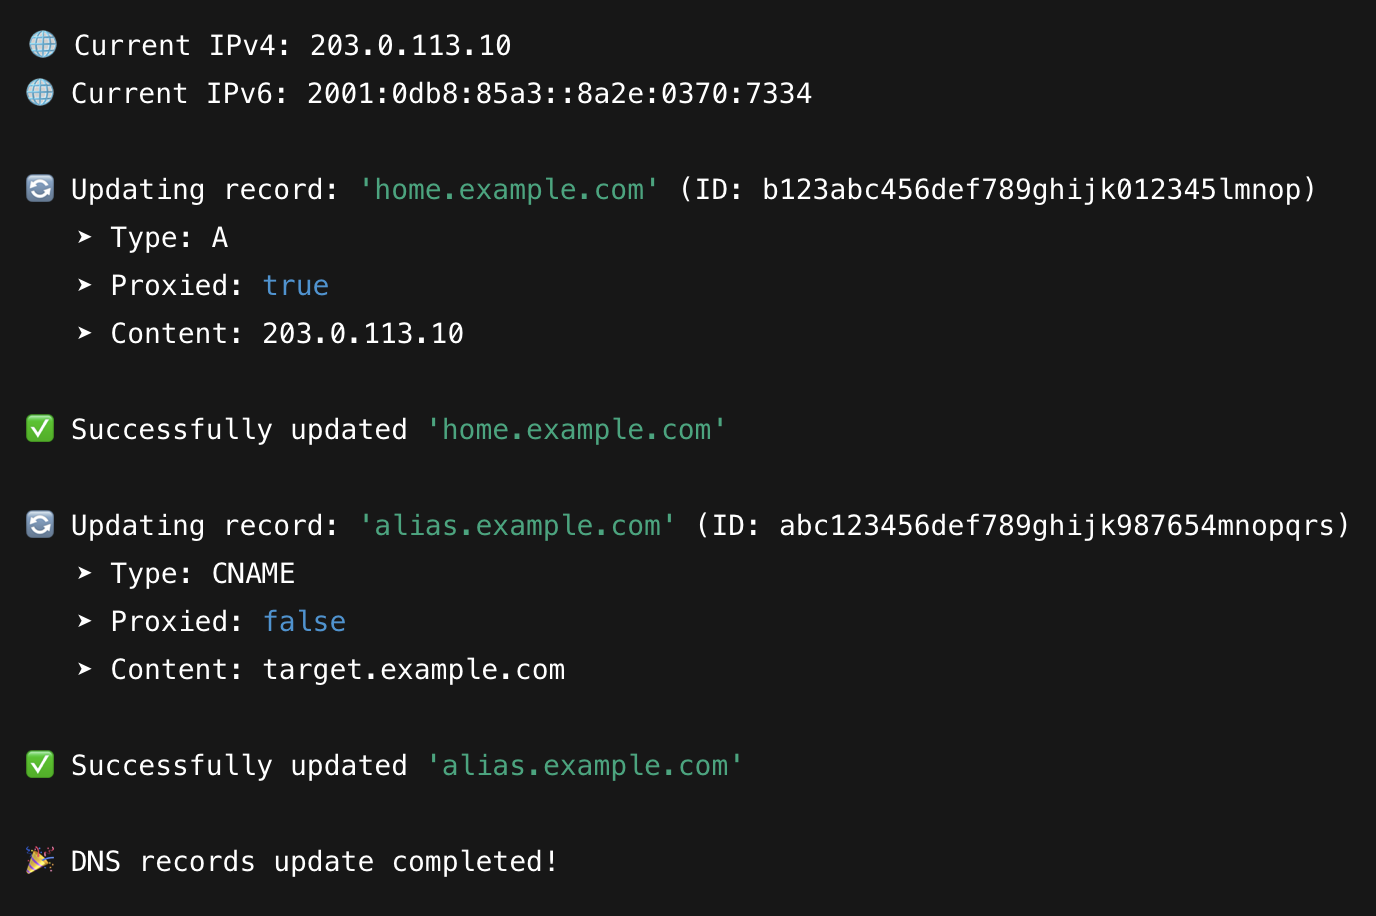 🌐 Current IPv4: 203.0.113.10
🌐 Current IPv6: 2001:0db8:85a3::8a2e:0370:7334
🔄 Updating record: 'home.example.com' (ID: b123abc456def789ghijk012345lmnop)
➤ Type: A
➤ Proxied: true
➤ Content: 203.0.113.10
✅ Successfully updated 'home.example.com'
🔄 Updating record: 'alias.example.com' (ID: abc123456def789ghijk987654mnopqrs)
➤ Type: CNAME
➤ Proxied: false
➤ Content: target.example.com
✅ Successfully updated 'alias.example.com'
🎉 DNS records update completed!